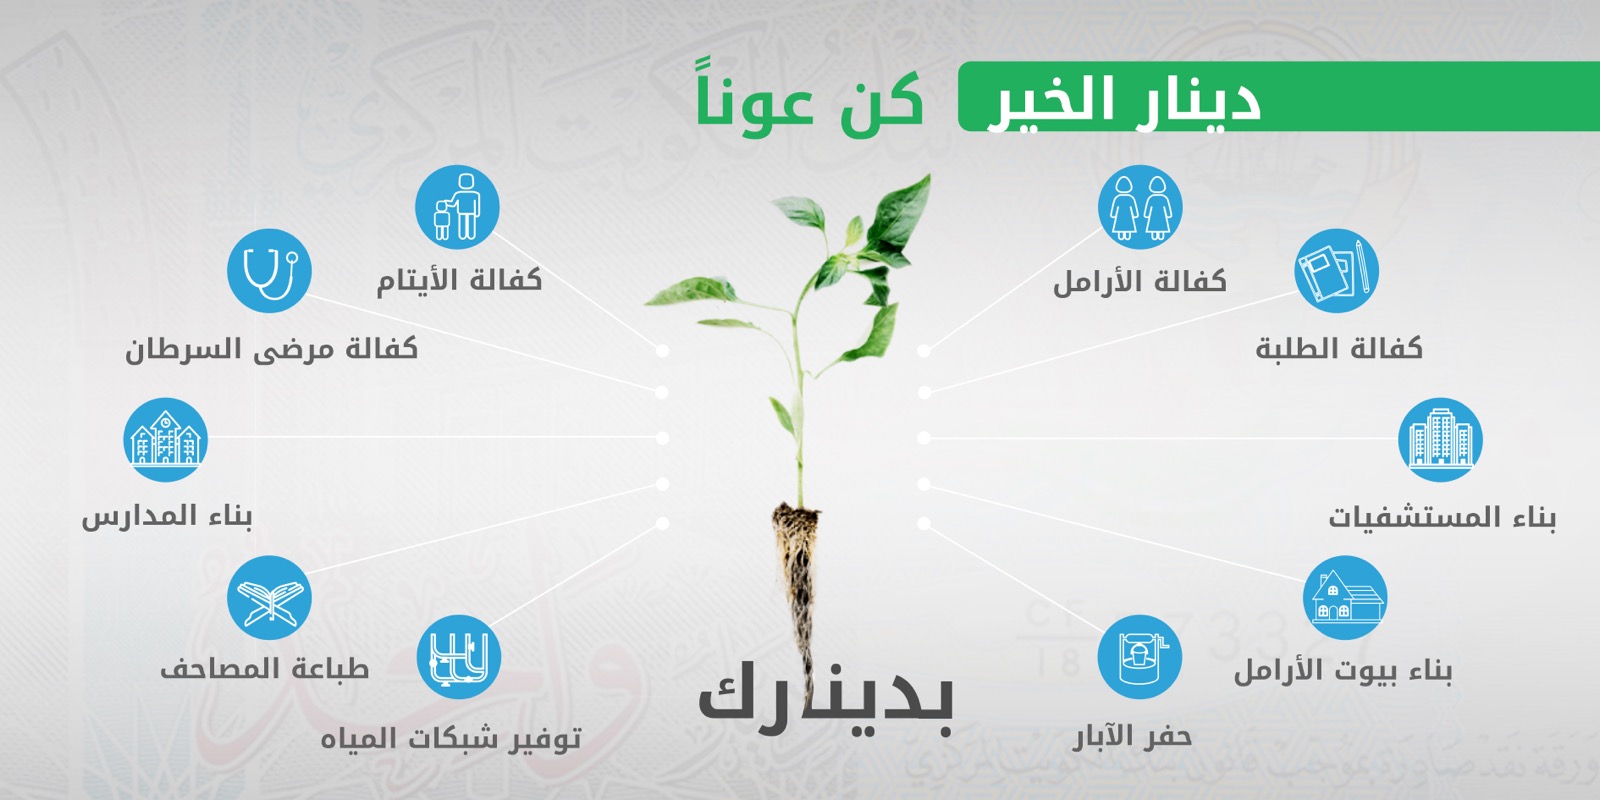 دينار الخير كن عوناً
كفالة الأرامل
كفالة الأيتام
كفالة الطلبة
كفالة مرضى السرطان
بناء المستشفيات
بناء المدارس
بناء بيوت الأرامل
طباعة المصاحف
حفر الآبار
توفير شبكات المياه
بدينارك